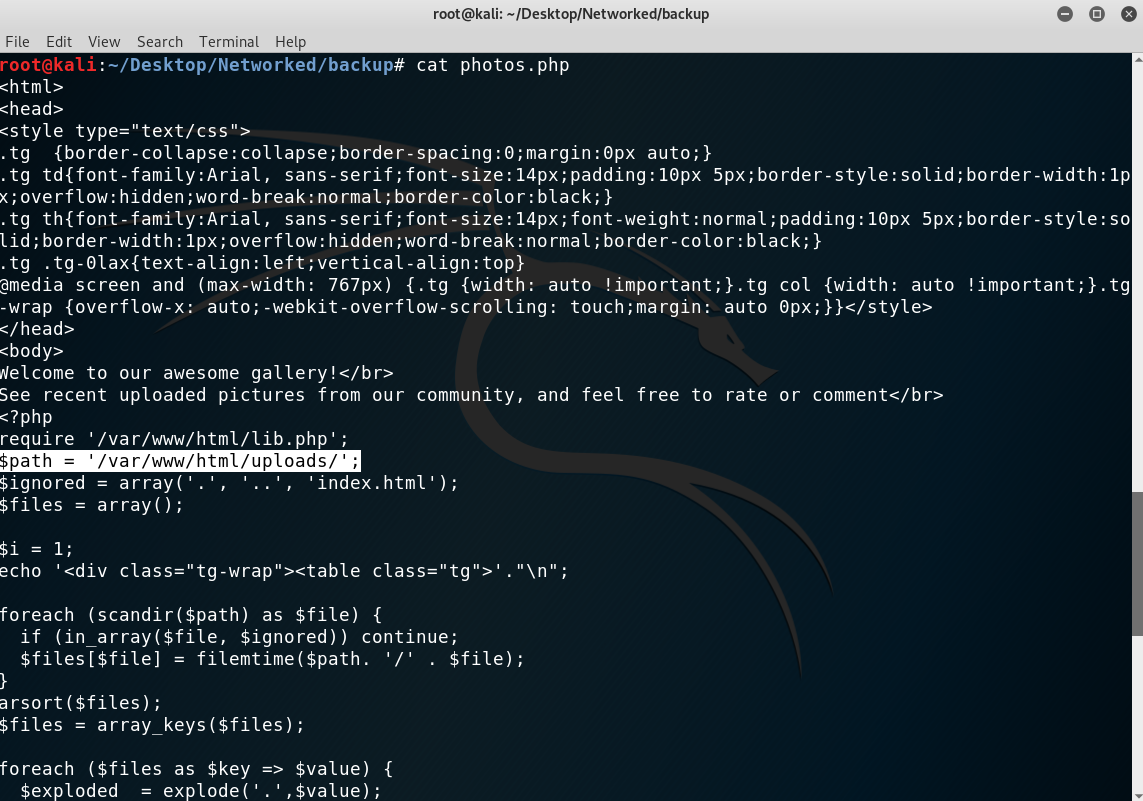 root@kali: ~/Desktop/Networked/backup
File Edit View Search Terminal Help
root@kali:~/Desktop/Networked/backup# cat photos.php
<html>
<head>
<style type="text/css">
.tg  {border-collapse:collapse;border-spacing:0;margin:0px auto;}
.tg td{font-family:Arial, sans-serif;font-size:14px;padding:10px 5px;border-style:solid;border-width:1p
x;overflow:hidden;word-break:normal;border-color:black;}
.tg th{font-family:Arial, sans-serif;font-size:14px;font-weight:normal;padding:10px 5px;border-style:so
lid;border-width:1px;overflow:hidden;word-break:normal;border-color:black;}
.tg .tg-0lax{text-align:left;vertical-align:top}
@media screen and (max-width: 767px) {.tg {width: auto !important;}.tg col {width: auto !important;}.tg
-wrap {overflow-x: auto;-webkit-overflow-scrolling: touch;margin: auto 0px;}}</style>
</head>
<body>
Welcome to our awesome gallery!</br>
See recent uploaded pictures from our community, and feel free to rate or comment</br>
<?php
require '/var/www/html/lib.php';
$path = '/var/www/html/uploads/';
$ignored = array('.', '..', 'index.html');
$files = array();

$i = 1;
echo '<div class="tg-wrap"><table class="tg">'."\n";

foreach (scandir($path) as $file) {
  if (in_array($file, $ignored)) continue;
  $files[$file] = filemtime($path. '/' . $file);
}
arsort($files);
$files = array_keys($files);

foreach ($files as $key => $value) {
  $exploded  = explode('.',$value);